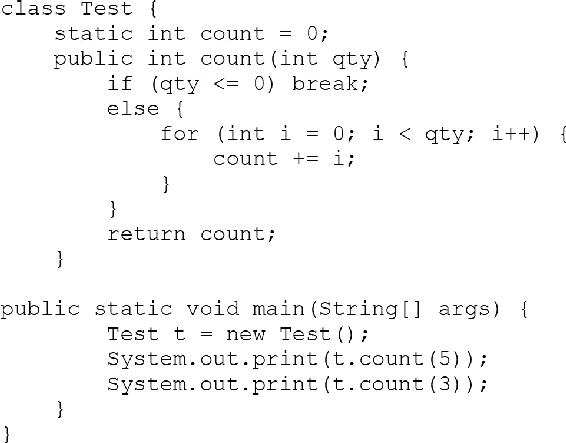 class Test {
    static int count = 0;
    public int count(int qty) {
        if (qty <= 0) break;
        else {
            for (int i = 0; i < qty; i++) {
                count += i;
            }
        }
        return count;
    }

public static void main(String[] args) {
        Test t = new Test();
        System.out.print(t.count(5));
        System.out.print(t.count(3));
    }
}